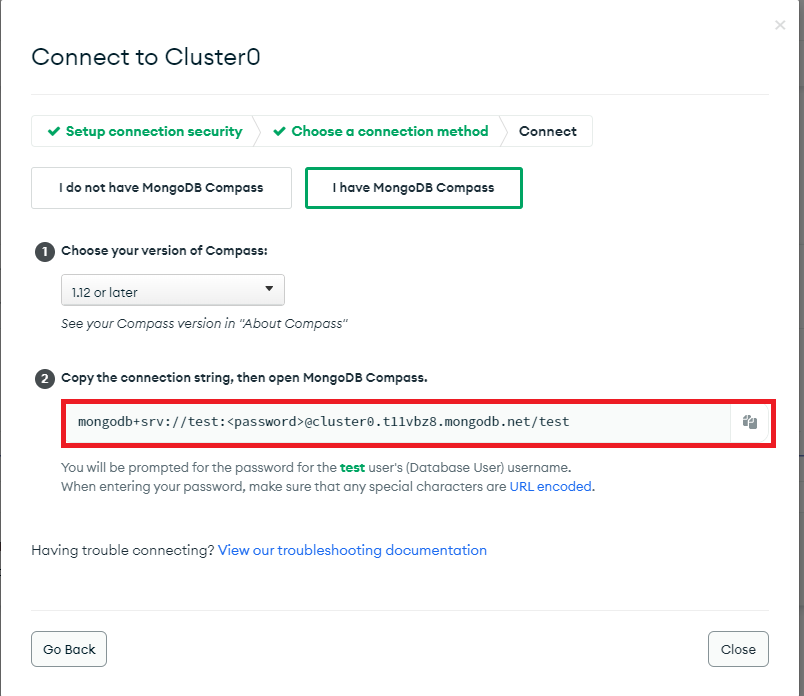 Connect to Cluster0
Setup connection security
Choose a connection method
Connect
I do not have MongoDB Compass
I have MongoDB Compass
1 Choose your version of Compass:
1.12 or later
See your Compass version in "About Compass"
2 Copy the connection string, then open MongoDB Compass.
mongodb+srv://test:<password>@cluster0.t11vbz8.mongodb.net/test
You will be prompted for the password for the test user's (Database User) username.
When entering your password, make sure that any special characters are URL encoded.
Having trouble connecting? View our troubleshooting documentation
Go Back
Close